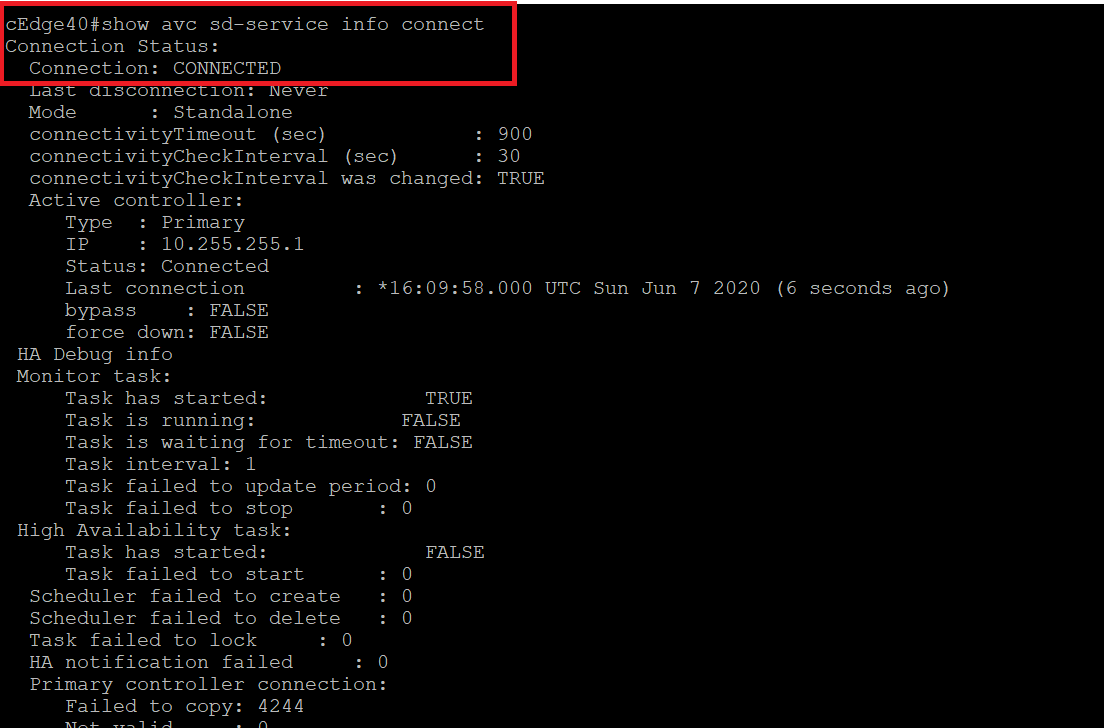 cEdge40#show avc sd-service info connect
Connection Status:
  Connection: CONNECTED
  Last disconnection: Never
  Mode      : Standalone
  connectivityTimeout (sec)            : 900
  connectivityCheckInterval (sec)      : 30
  connectivityCheckInterval was changed: TRUE
  Active controller:
     Type  : Primary
     IP    : 10.255.255.1
     Status: Connected
     Last connection         : *16:09:58.000 UTC Sun Jun 7 2020 (6 seconds ago)
     bypass    : FALSE
     force down: FALSE
 HA Debug info
 Monitor task:
     Task has started:             TRUE
     Task is running:            FALSE
     Task is waiting for timeout: FALSE
     Task interval: 1
     Task failed to update period: 0
     Task failed to stop       : 0
 High Availability task:
     Task has started:             FALSE
     Task failed to start      : 0
  Scheduler failed to create   : 0
  Scheduler failed to delete   : 0
  Task failed to lock     : 0
  HA notification failed     : 0
  Primary controller connection:
     Failed to copy: 4244
     Not valid     : 0